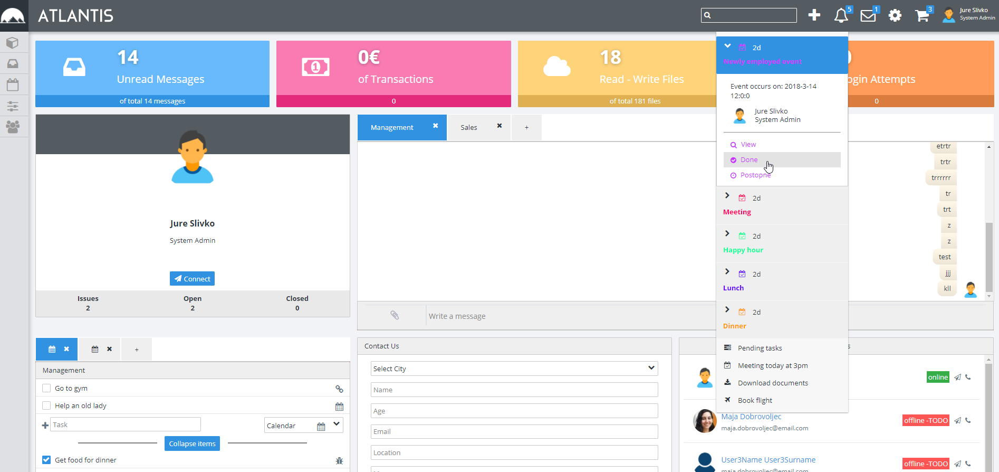 ATLANTIS
5
1
3
Jure Slivko
System Admin
14
Unread Messages
of total 14 messages
0€
of Transactions
0
18
Read - Write Files
of total 181 files
Attempts
0
2d
Newly employed event
Event occurs on: 2018-3-14
12:0:0
Jure Slivko
System Admin
View
Done
Postopne
2d
Meeting
2d
Happy hour
2d
Lunch
2d
Dinner
Pending tasks
Meeting today at 3pm
Download documents
Book flight
Jure Slivko
System Admin
Connect
Issues
2
Open
2
Closed
0
Management
Sales
+
etrtr
trtr
trrrrrr
tr
trt
z
z
test
jjj
kll
Write a message
+
Management
Go to gym
Help an old lady
Task
Calendar
Collapse items
Get food for dinner
Contact Us
Select City
Name
Age
Email
Location
online
Maja Dobrovoljec
maja.dobrovoljec@email.com
offline -TODO
User3Name User3Surname
offline -TODO